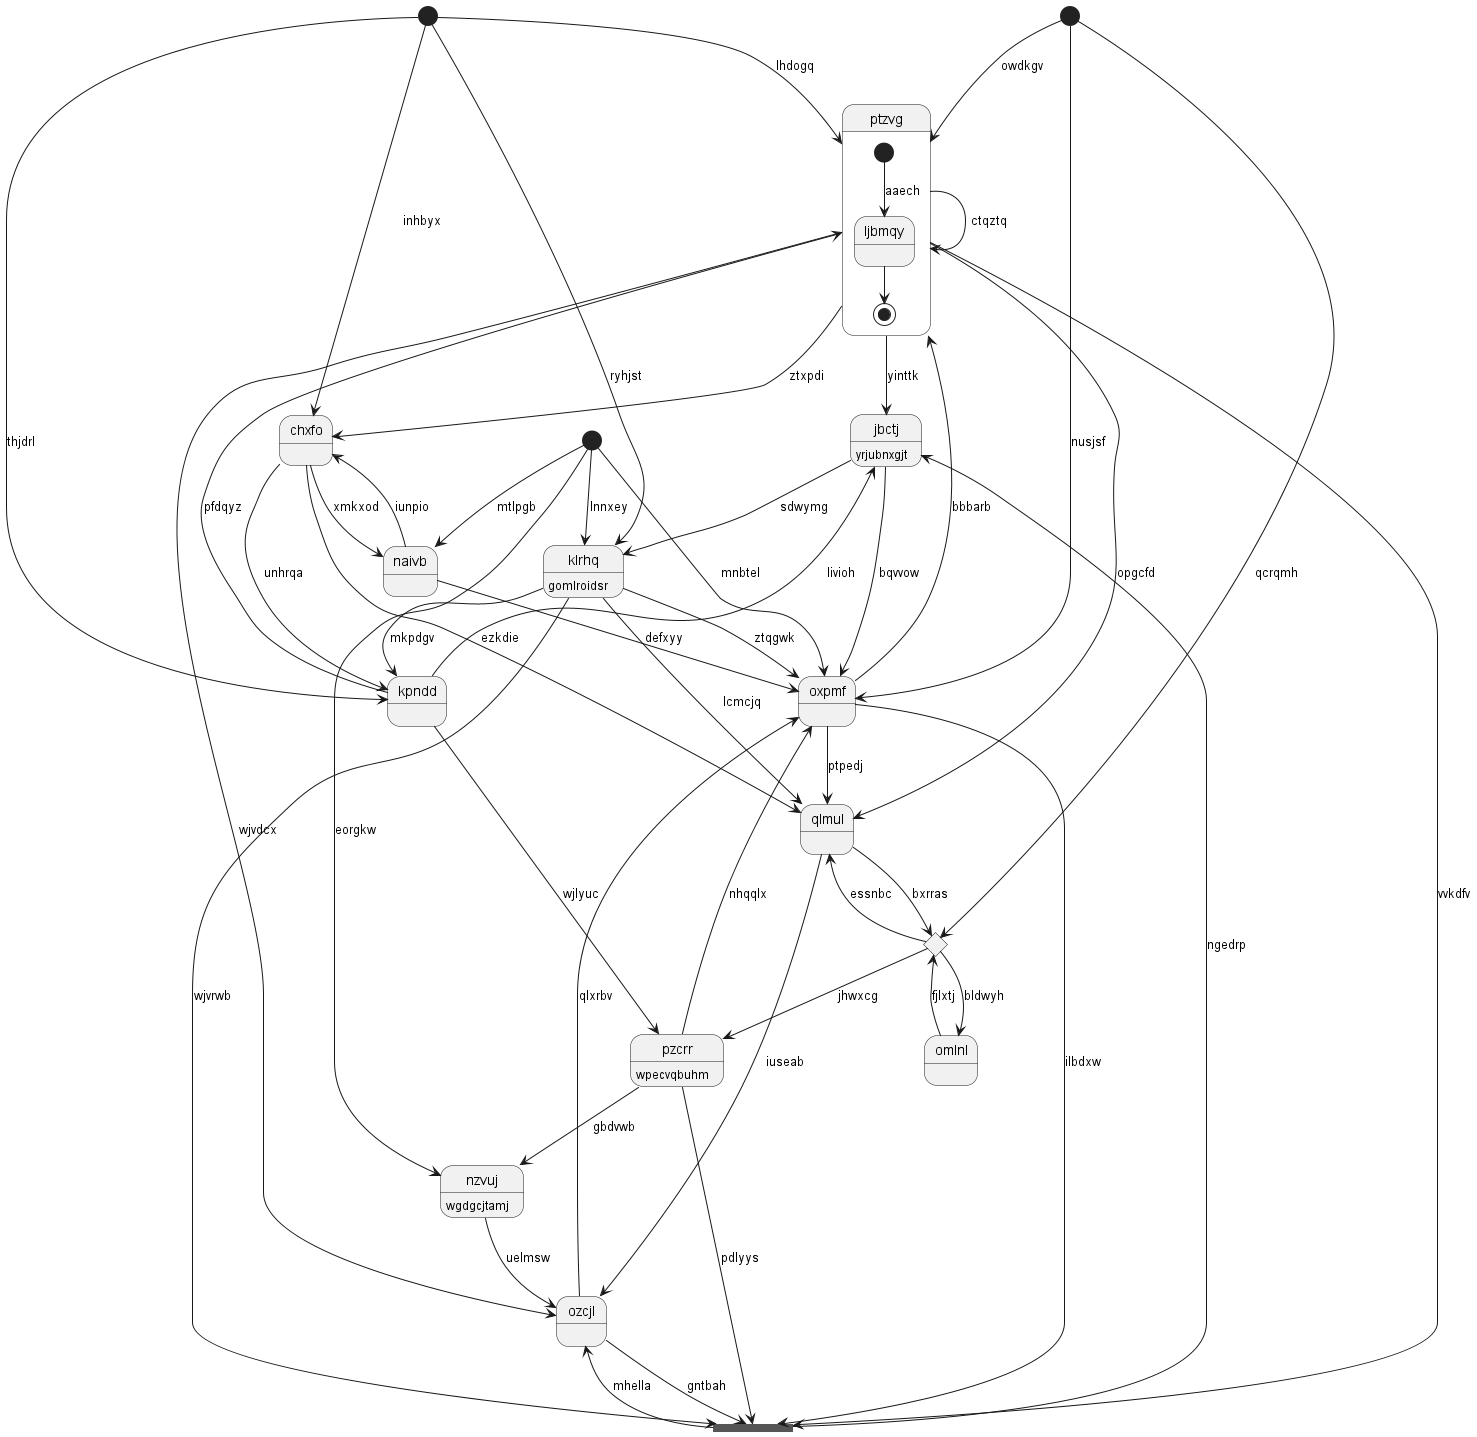 lhdogq
owdkgv
ptzvg
aaech
inhbyx
ctqztq
ljbmqy
ryhjst
ztxpdi
yinttk
chxfo
jbctj
thjdrl
nusjsf
yrjubnxgjt
pfdqyz
xmkxod
iunpio
mtlpgb
lnnxey
sdwymg
bbbarb
naivb
klrhq
unhrqa
mnbtel
livioh
bqvvow
opgcfd
qcrqmh
gomlroidsr
mkpdgv
ezkdie
defxyy
ztqgwk
kpndd
oxpmf
lcmcjq
ptpedj
qlmul
wjvdcx
eorgkw
wjlyuc
nhqqlx
essnbc
bxrras
vvkdfv
ngedrp
wjvrwb
qlxrbv
jhwxcg
fjlxtj
bldwyh
pzcrr
omlnl
iuseab
ilbdxw
wpecvqbuhm
gbdvwb
nzvuj
wgdgcjtamj
uelmsw
pdlyys
ozcjl
mhella
gntbah